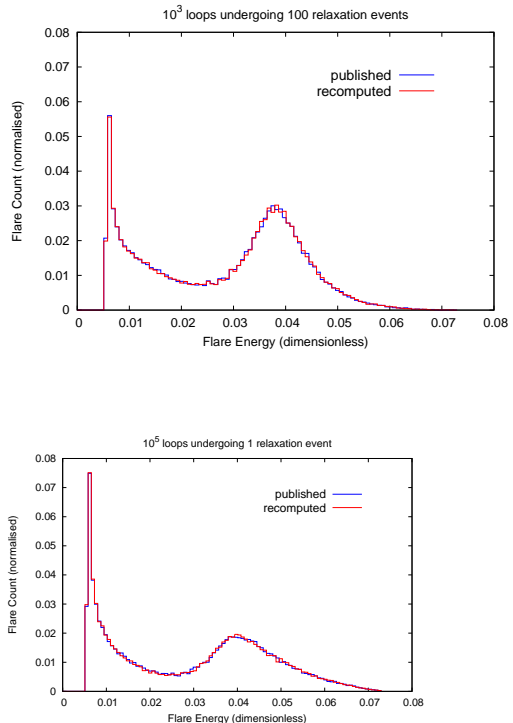 10³ loops undergoing 100 relaxation events
0.08
0.07
0.06
0.05
0.04
0.03
0.02
0.01
0
Flare Count (normalised)
published
recomputed
0 0.01 0.02 0.03 0.04 0.05 0.06 0.07 0.08
Flare Energy (dimensionless)
10⁵ loops undergoing 1 relaxation event
0.08
0.07
0.06
0.05
0.04
0.03
0.02
0.01
0
Flare Count (normalised)
published
recomputed
0 0.01 0.02 0.03 0.04 0.05 0.06 0.07 0.08
Flare Energy (dimensionless)